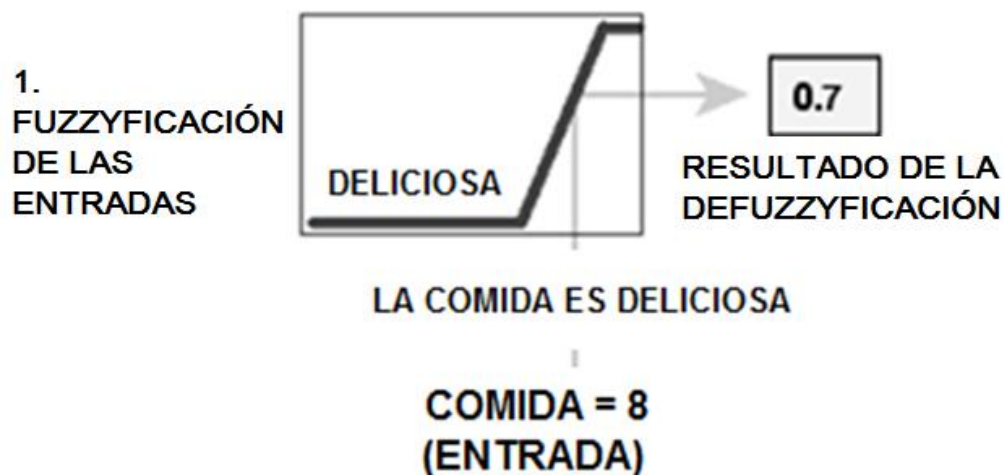 1.
FUZZYFICACIÓN
DE LAS
ENTRADAS
DELICIOSA
0.7
RESULTADO DE LA
DEFUZZYFICACIÓN
LA COMIDA ES DELICIOSA
COMIDA = 8
(ENTRADA)